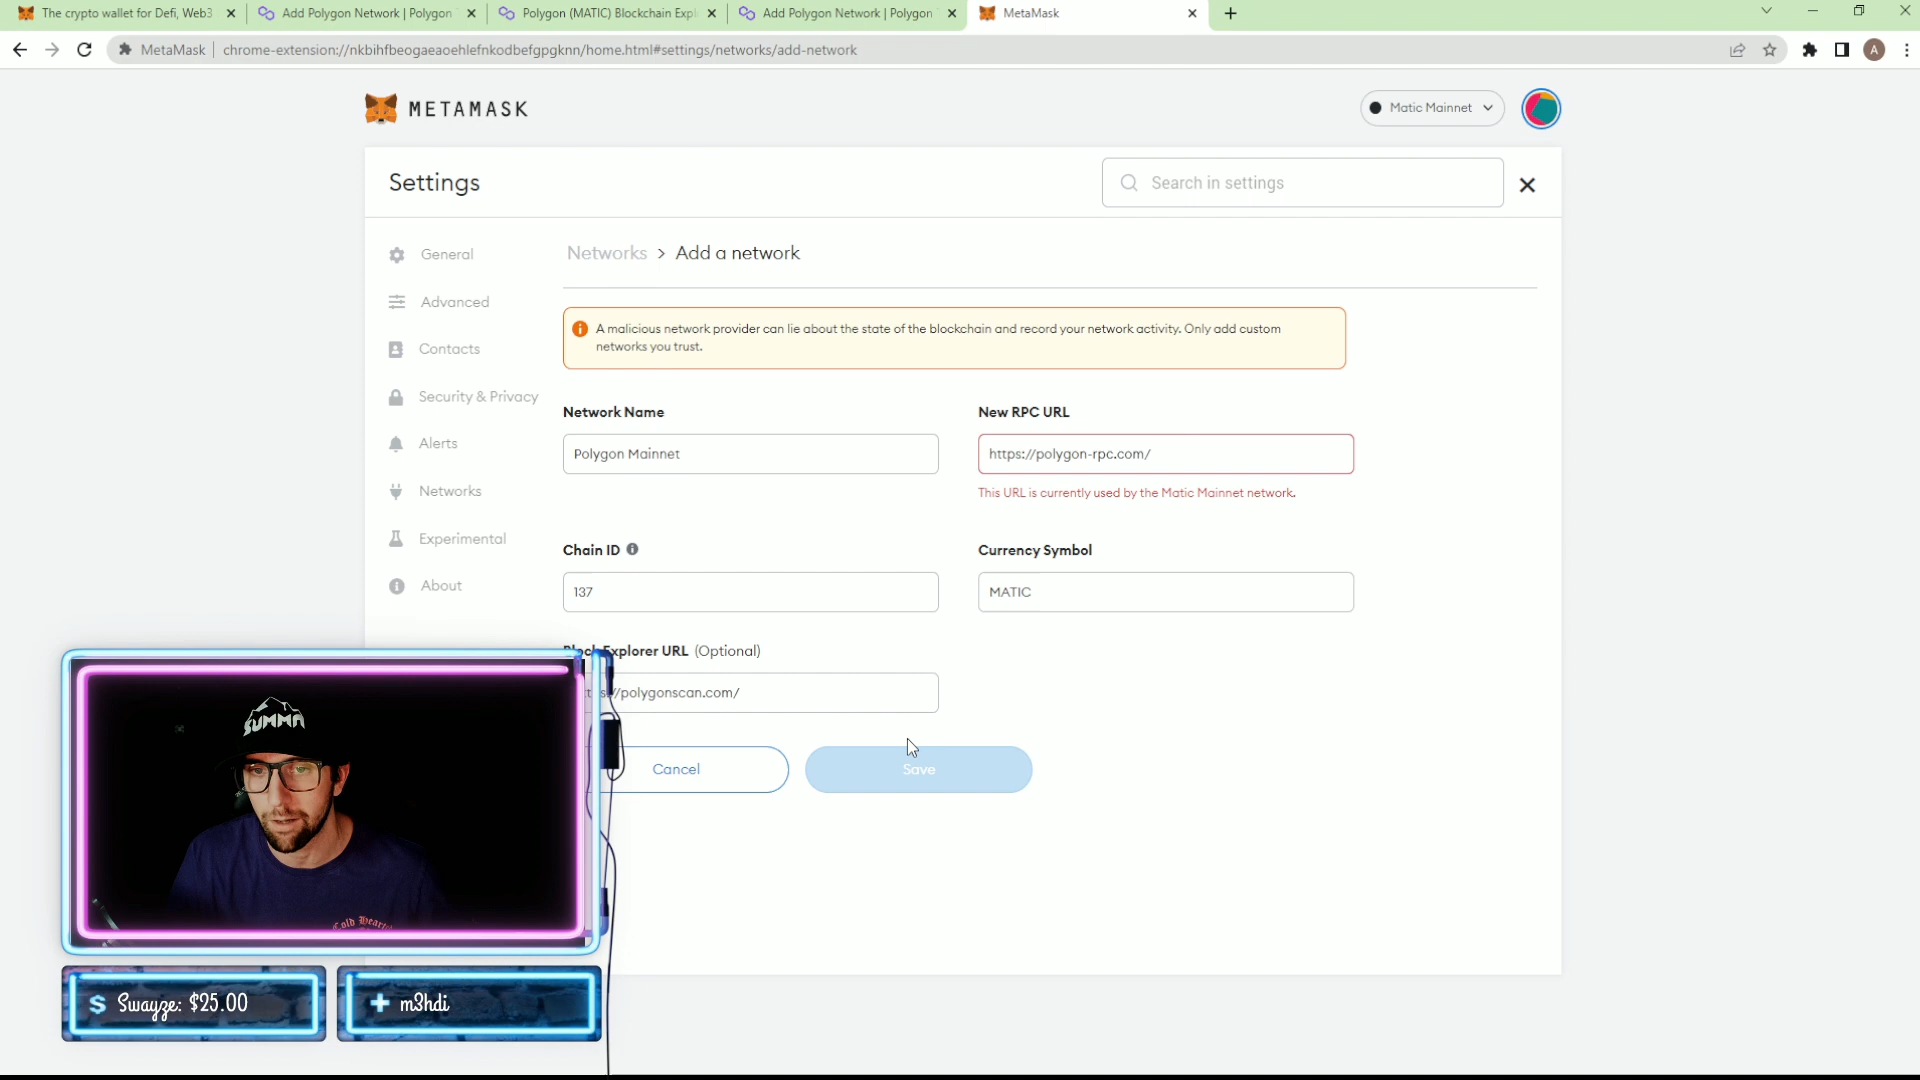 The crypto wallet for Defi, Web3
Add Polygon Network | Polygon
Polygon (MATIC) Blockchain Expl
Add Polygon Network | Polygon
MetaMask
MetaMask
chrome-extension://nkbihfbeogaeaoehlefnkodbefgpgknn/home.html#settings/networks/add-network
A
METAMASK
Matic Mainnet
Settings
Search in settings
General
Advanced
Contacts
Security & Privacy
Alerts
Networks
Experimental
About
Networks > Add a network
A malicious network provider can lie about the state of the blockchain and record your network activity. Only add custom
networks you trust.
Network Name
Polygon Mainnet
New RPC URL
https://polygon-rpc.com/
This URL is currently used by the Matic Mainnet network.
Chain ID
137
Currency Symbol
MATIC
Block Explorer URL (Optional)
//polygonscan.com/
Cancel
Save
SUMMA
Cold Hearte
$ Swayze: $25.00
+ m3hdi